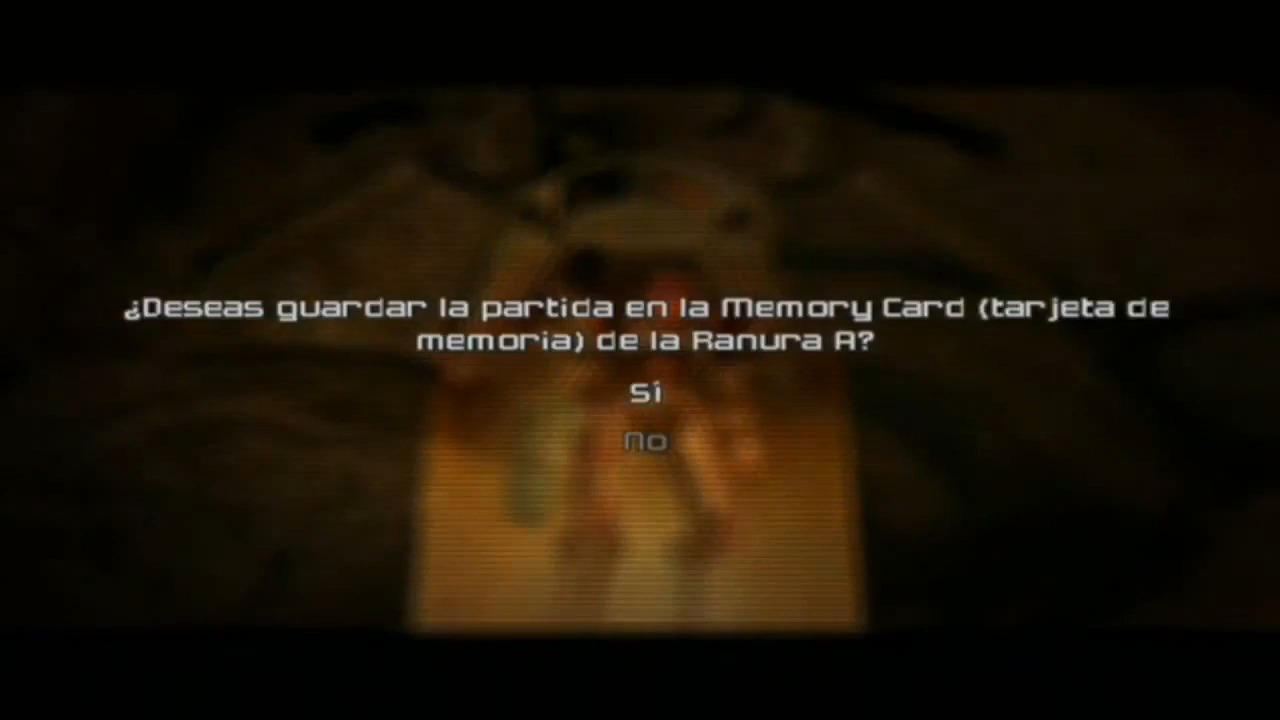 ¿Deseas guardar la partida en la Memory Card (tarjeta de
memoria) de la Ranura A?
Sí
No